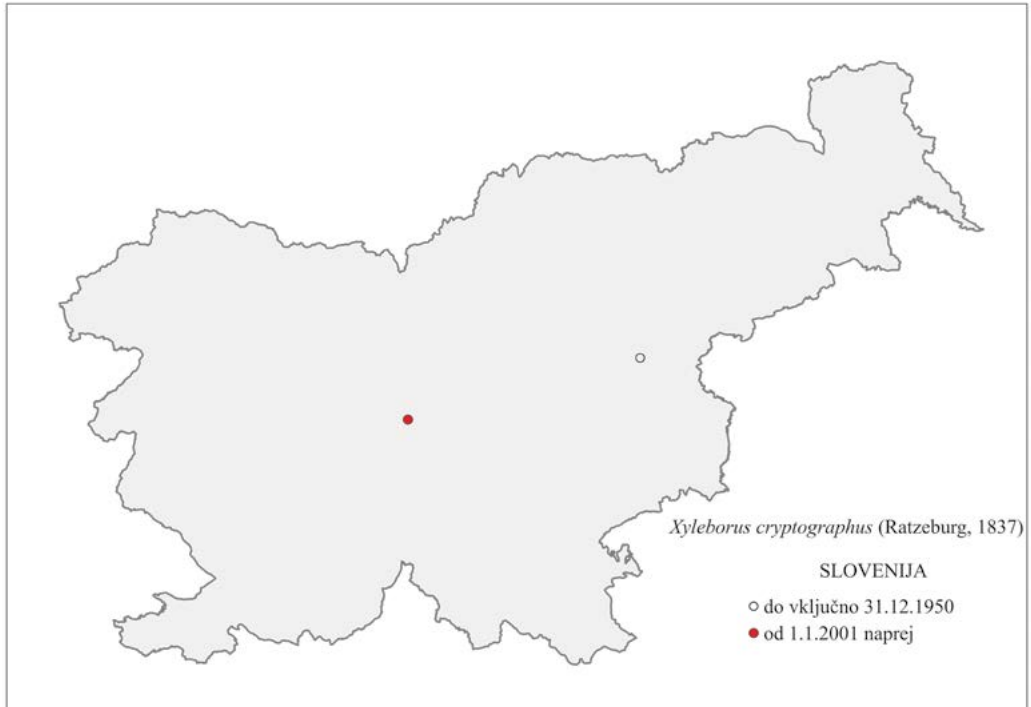 Xyleborus cryptographus (Ratzeburg, 1837)
SLOVENIJA
do vključno 31.12.1950
od 1.1.2001 naprej